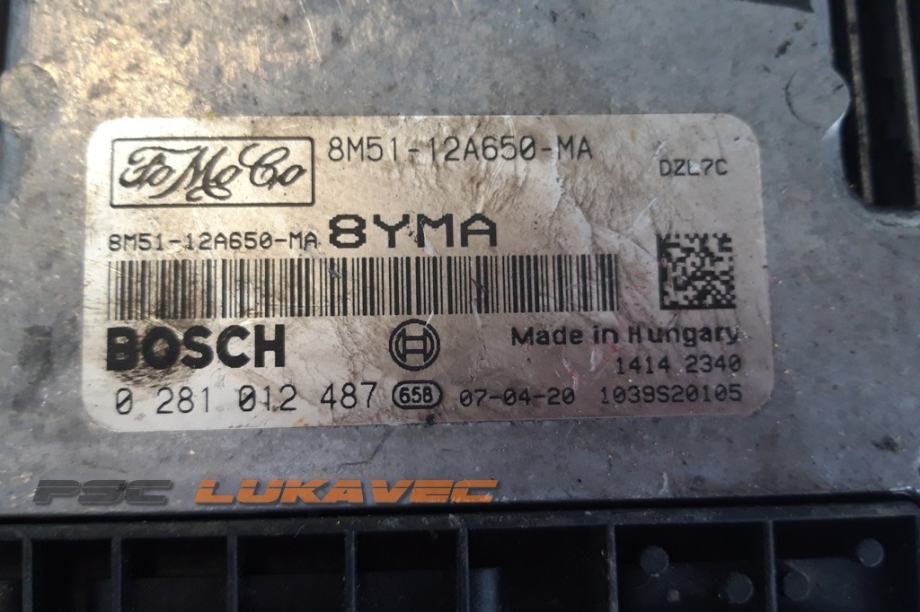 FoMoCo 8M51-12A650-MA
DZL7C
8M51-12A650-MA 8YMA
BOSCH Made in Hungary
1414 2340
0 281 012 487 65B 07-04-20 1039S20105
PSC LUKAVEC